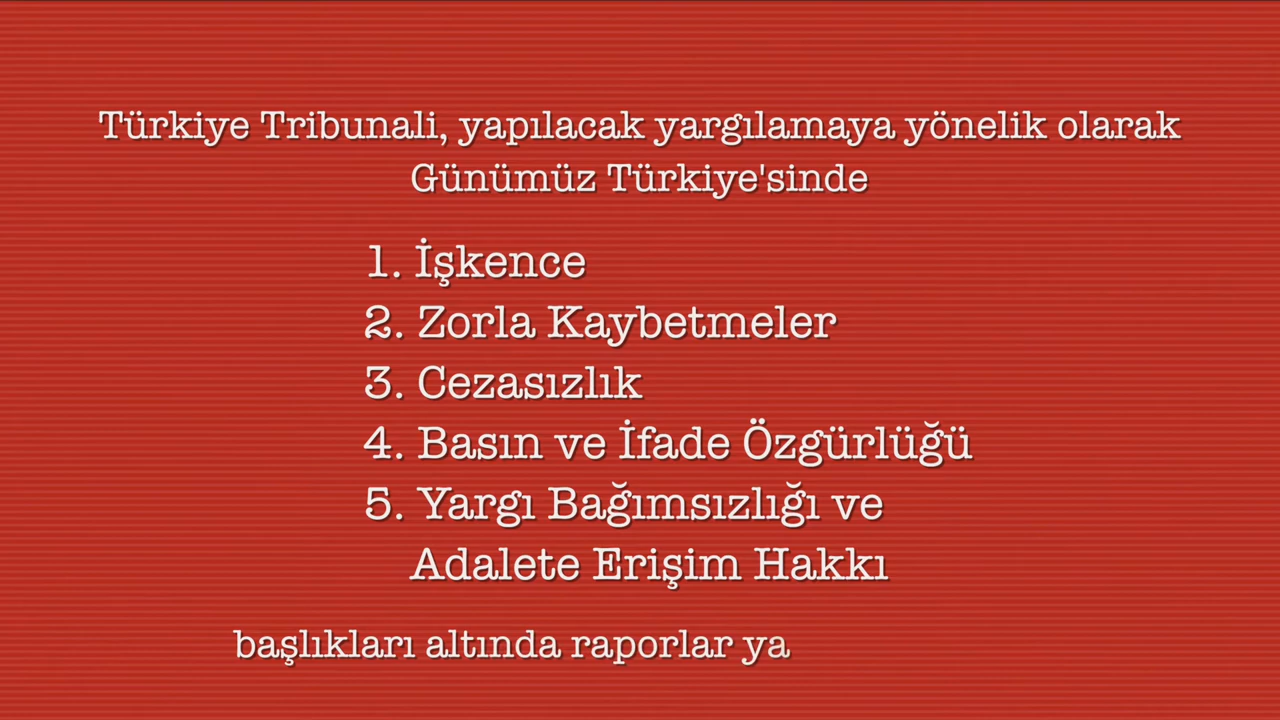 Türkiye Tribunali, yapılacak yargılamaya yönelik olarak
Günümüz Türkiye'sinde
1. İşkence
2. Zorla Kaybetmeler
3. Cezasızlık
4. Basın ve İfade Özgürlüğü
5. Yargı Bağımsızlığı ve
Adalete Erişim Hakkı
başlıkları altında raporlar ya